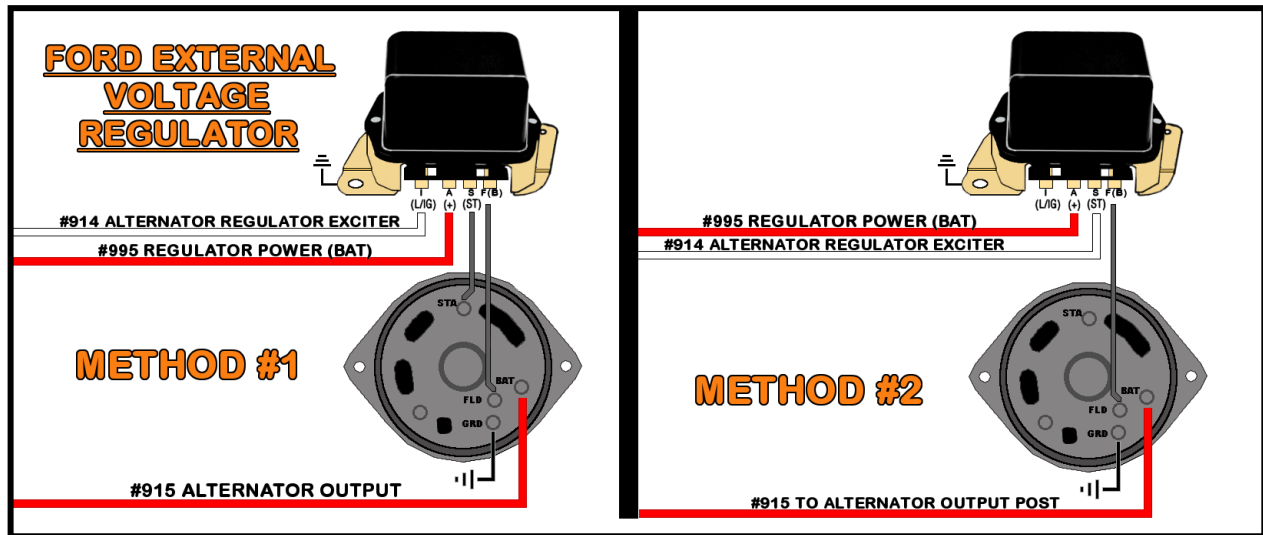 FORD EXTERNAL
VOLTAGE
REGULATOR
I A S F(B)
(L/IG) (+) (ST)
#914 ALTERNATOR REGULATOR EXCITER
#995 REGULATOR POWER (BAT)
STA
METHOD #1
BAT
FLD
GRD
#915 ALTERNATOR OUTPUT
I A S F(B)
(L/IG) (+) (ST)
#995 REGULATOR POWER (BAT)
#914 ALTERNATOR REGULATOR EXCITER
STA
METHOD #2
BAT
FLD
GRD
#915 TO ALTERNATOR OUTPUT POST